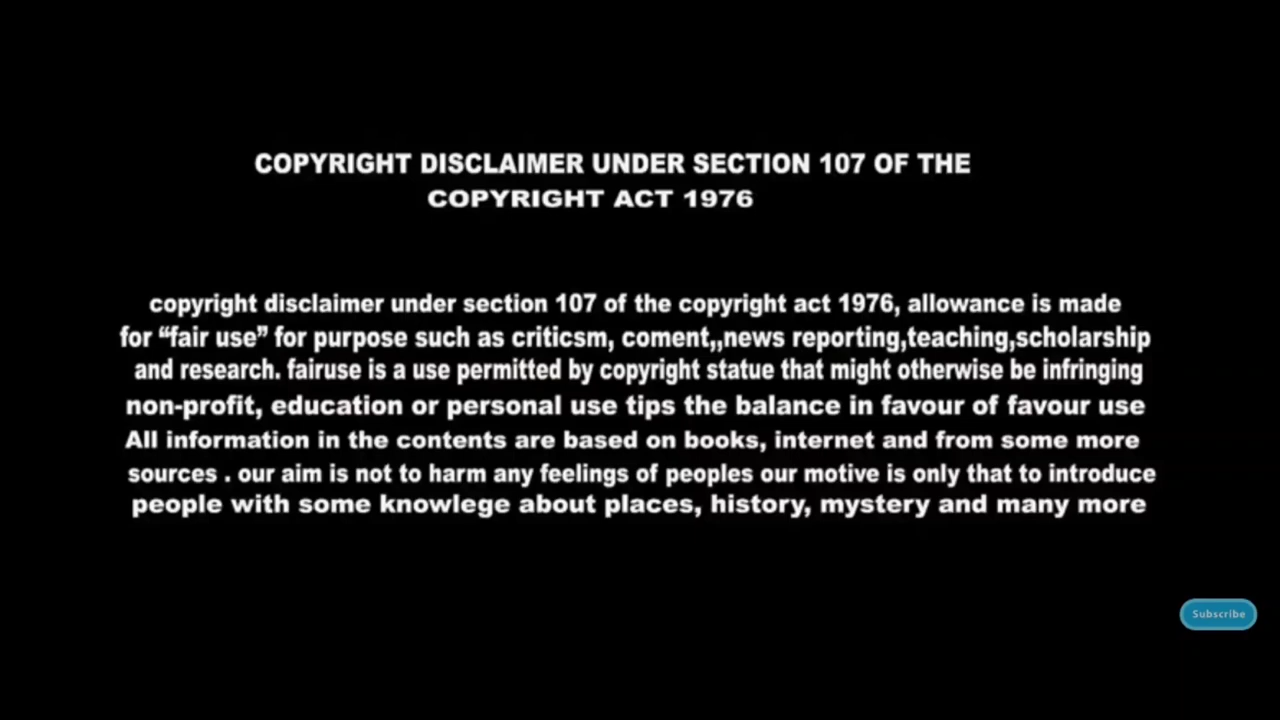 COPYRIGHT DISCLAIMER UNDER SECTION 107 OF THE
COPYRIGHT ACT 1976
copyright disclaimer under section 107 of the copyright act 1976, allowance is made
for “fair use” for purpose such as criticsm, coment,,news reporting,teaching,scholarship
and research. fairuse is a use permitted by copyright statue that might otherwise be infringing
non-profit, education or personal use tips the balance in favour of favour use
All information in the contents are based on books, internet and from some more
sources . our aim is not to harm any feelings of peoples our motive is only that to introduce
people with some knowlege about places, history, mystery and many more
Subscribe